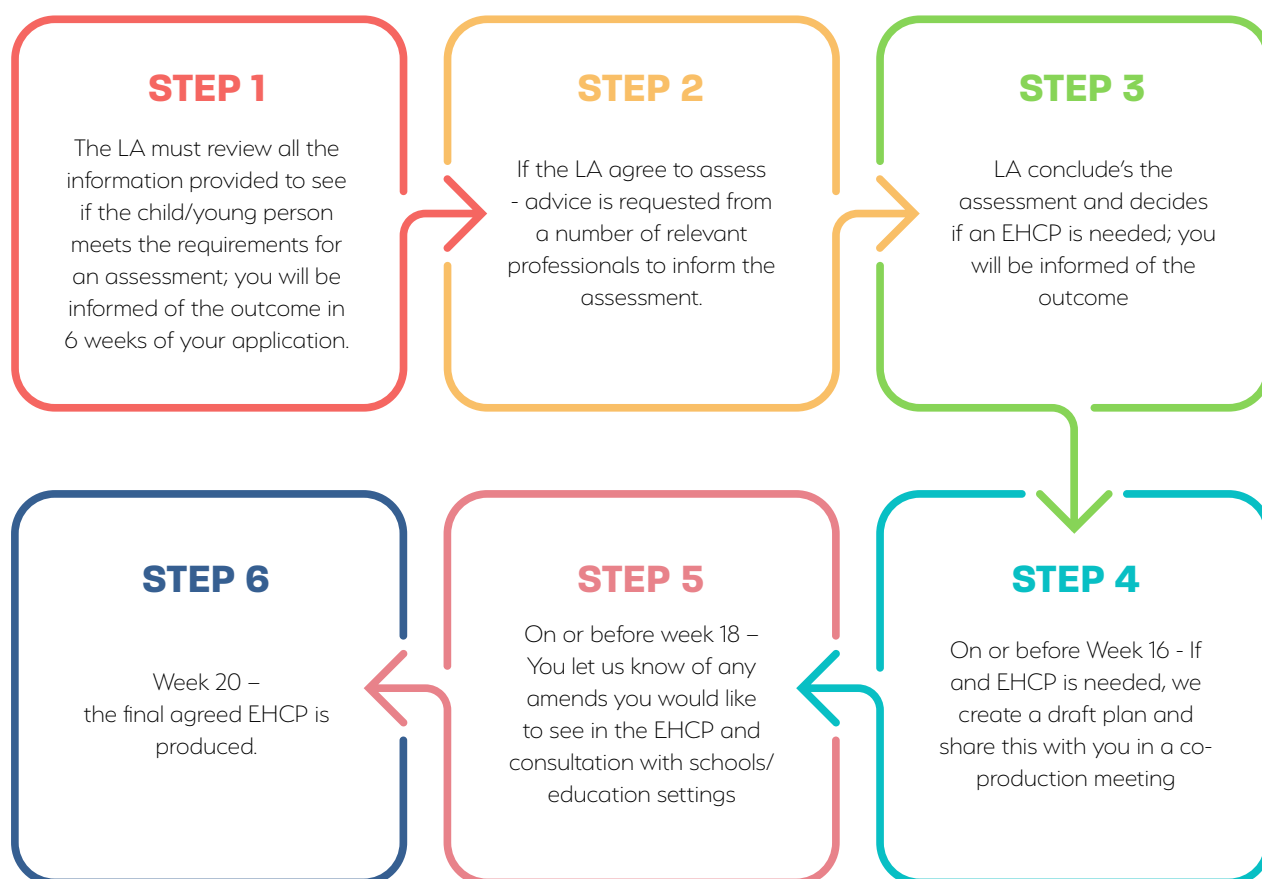 STEP 1
The LA must review all the
information provided to see
if the child/young person
meets the requirements for
an assessment; you will be
informed of the outcome in
6 weeks of your application.
STEP 2
If the LA agree to assess
- advice is requested from
a number of relevant
professionals to inform the
assessment.
STEP 3
LA conclude's the
assessment and decides
if an EHCP is needed; you
will be informed of the
outcome
STEP 4
On or before Week 16 - If
and EHCP is needed, we
create a draft plan and
share this with you in a co-
production meeting
STEP 5
On or before week 18 –
You let us know of any
amends you would like
to see in the EHCP and
consultation with schools/
education settings
STEP 6
Week 20 –
the final agreed EHCP is
produced.